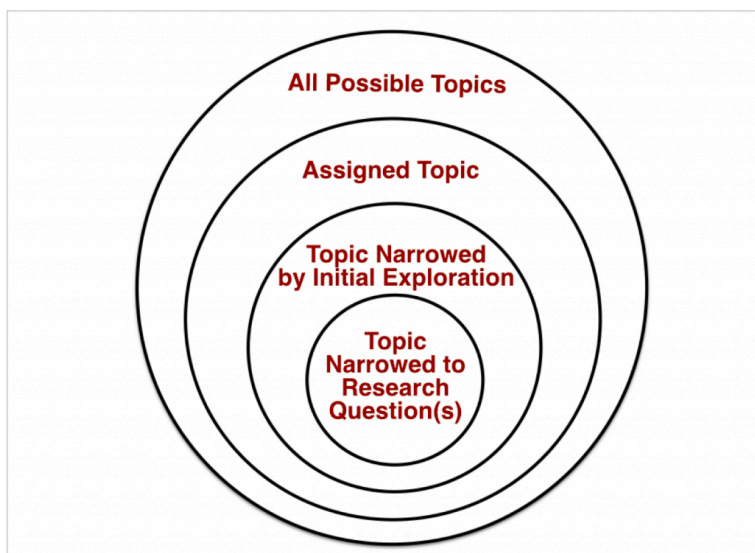 All Possible Topics
Assigned Topic
Topic Narrowed
by Initial Exploration
Topic
Narrowed to
Research
Question(s)